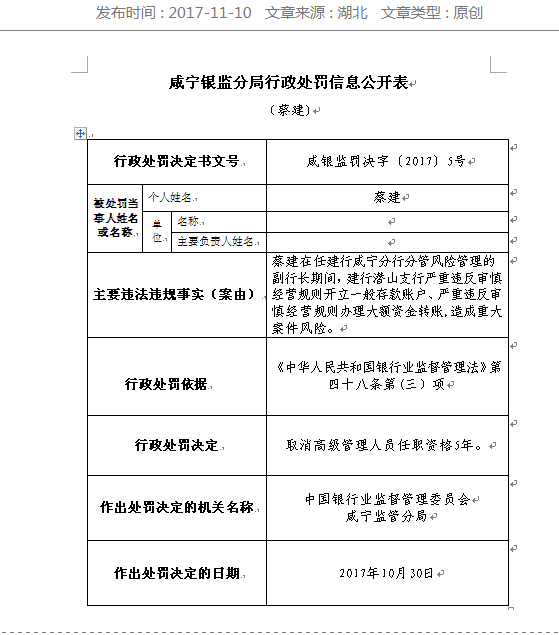 发布时间：2017-11-10 文章来源：湖北 文章类型：原创
咸宁银监分局行政处罚信息公开表
（蔡建）
行政处罚决定书文号
咸银监罚决字〔2017〕5号
被处罚当
事人姓名
或名称
个人姓名
蔡建
单
位
名称
主要负责人姓名
主要违法违规事实（案由）
蔡建在任建行咸宁分行分管风险管理的
副行长期间，建行潜山支行严重违反审慎
经营规则开立一般存款账户、严重违反审
慎经营规则办理大额资金转账,造成重大
案件风险。
行政处罚依据
《中华人民共和国银行业监督管理法》第
四十八条第(三）项
行政处罚决定
取消高级管理人员任职资格5年。
作出处罚决定的机关名称
中国银行业监督管理委员会
咸宁监管分局
作出处罚决定的日期
2017年10月30日